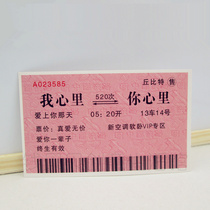 A023585 丘比特 售
我心里 520次 你心里
爱上你那天 05:20开 13车14号
票价:真爱无价 新空调软卧VIP专区
爱你一辈子
终生有效